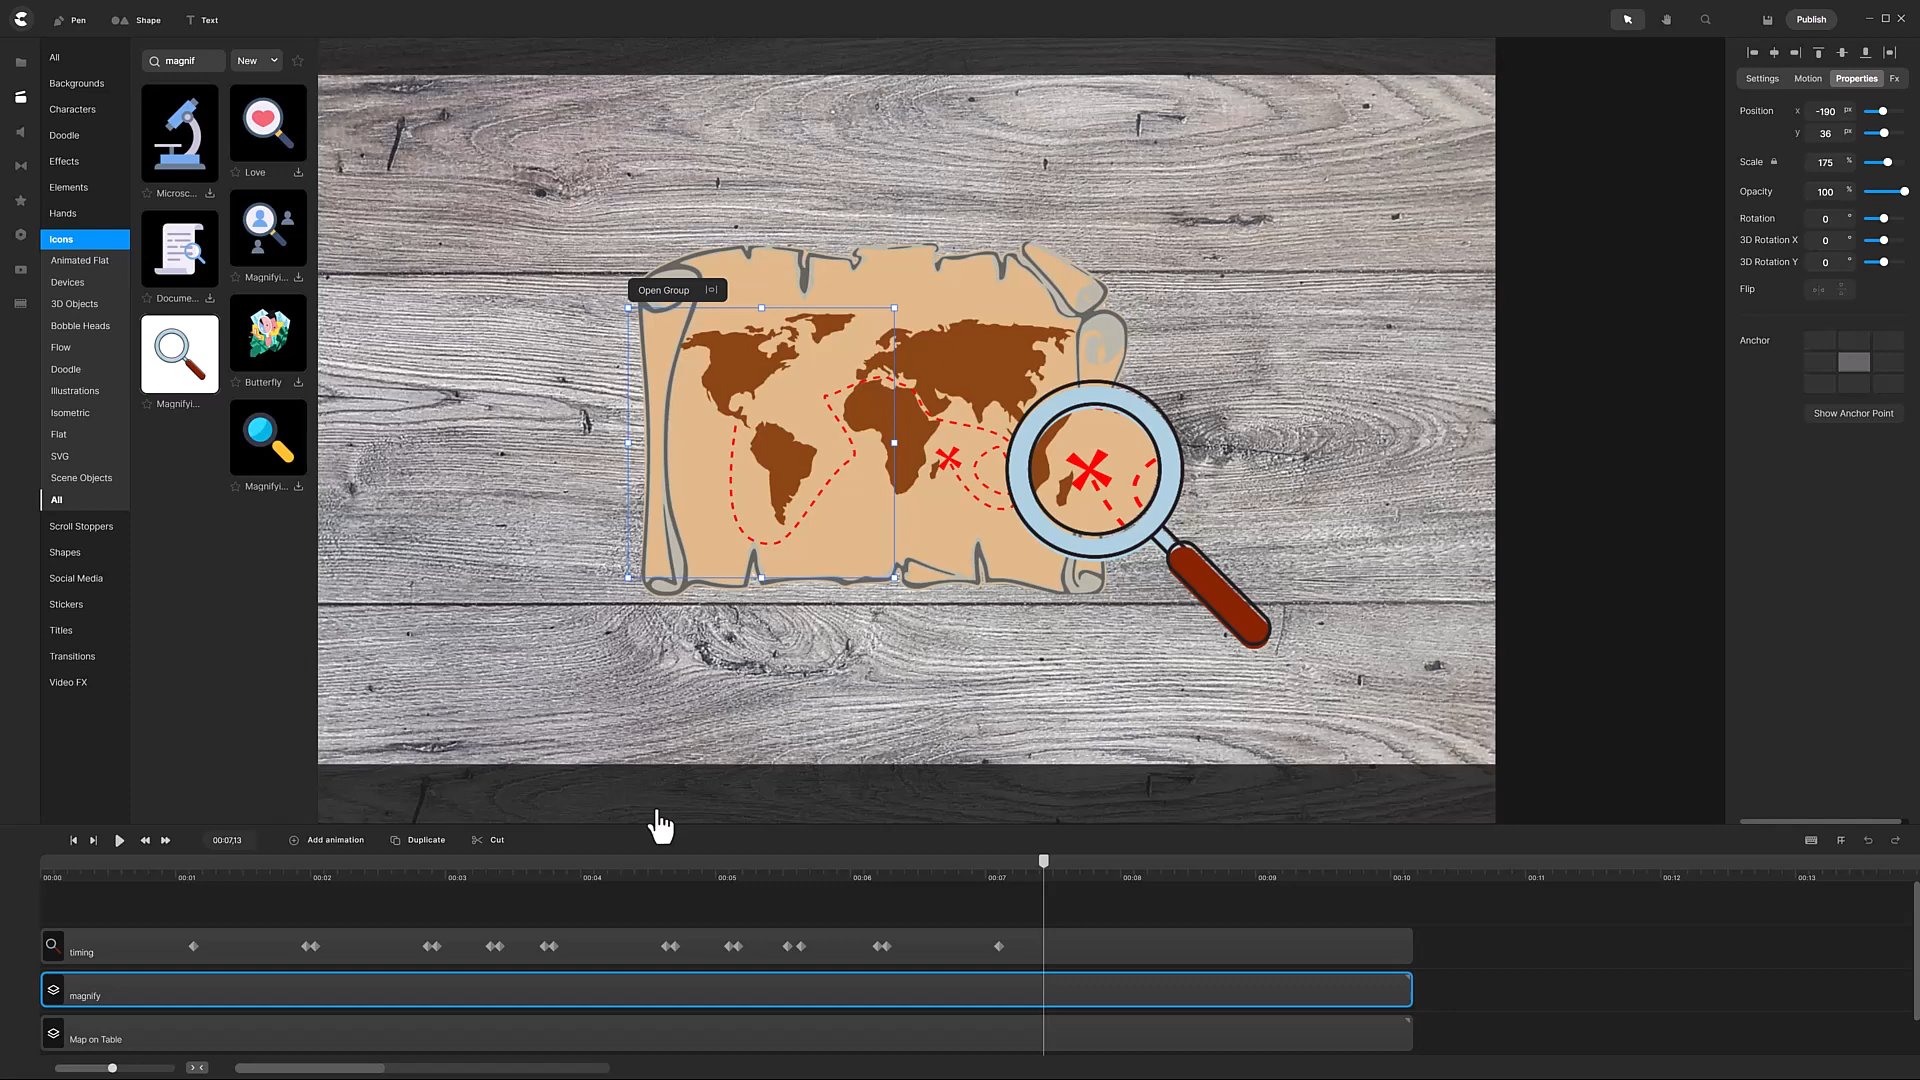 Pen
Shape
Text
Publish
All
Backgrounds
Characters
Doodle
Effects
Elements
Hands
Icons
Animated Flat
Devices
3D Objects
Bobble Heads
Flow
Doodle
Illustrations
Isometric
Flat
SVG
Scene Objects
All
Scroll Stoppers
Shapes
Social Media
Stickers
Titles
Transitions
Video FX
magnif
New
Microsc...
Love
Docume...
Magnifyi...
Magnifyi...
Butterfly
Magnifyi...
Open Group
Settings
Motion
Properties
Fx
Position x -190 px
y 36 px
Scale 175 %
Opacity 100 %
Rotation 0 °
3D Rotation X 0 °
3D Rotation Y 0 °
Flip
Anchor
Show Anchor Point
00:07,13
Add animation
Duplicate
Cut
00:00 00:01 00:02 00:03 00:04 00:05 00:06 00:07 00:08 00:09 00:10 00:11 00:12 00:13
timing
magnify
Map on Table